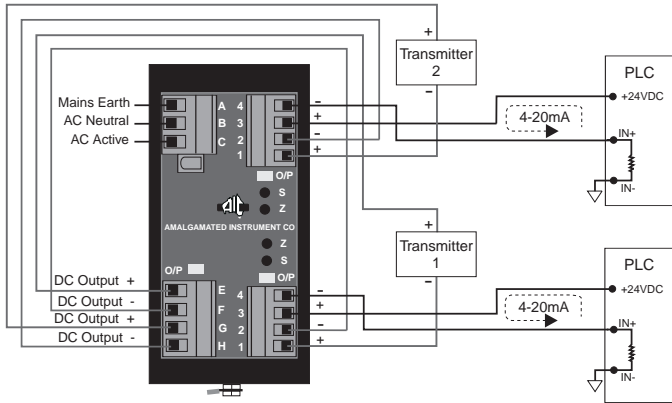 +
Transmitter
2
-
PLC
+24VDC
4-20mA
IN+
IN-
Mains Earth
AC Neutral
AC Active
A
B
C
4
3
2
1
-
+
-
+
O/P
S
Z
AIC
AMALGAMATED INSTRUMENT CO
Z
S
O/P
O/P
+
Transmitter
1
-
PLC
+24VDC
4-20mA
IN+
IN-
DC Output +
DC Output -
DC Output +
DC Output -
E
F
G
H
4
3
2
1
-
+
-
+